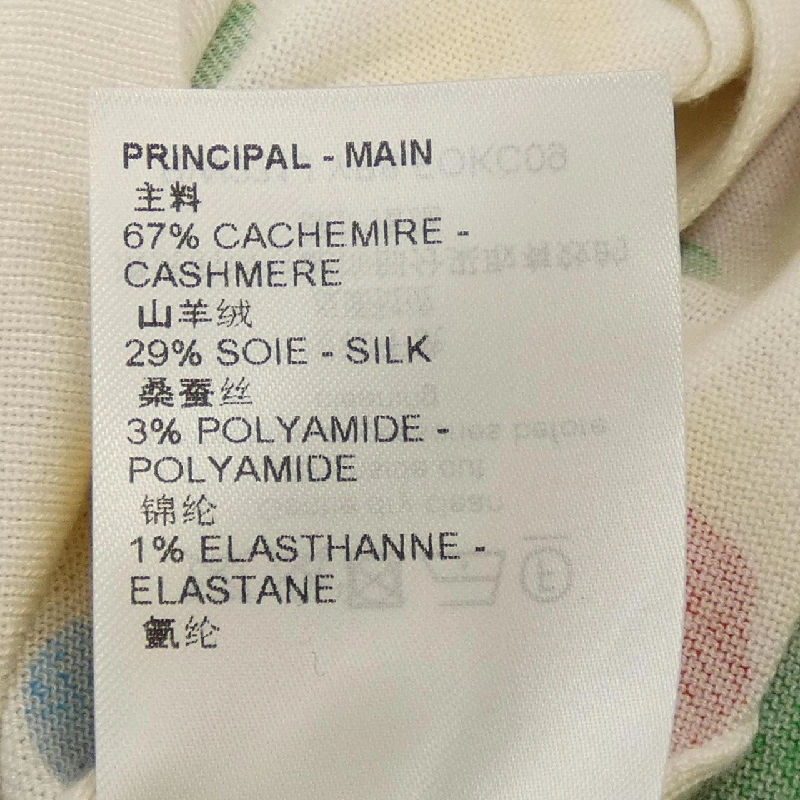 PRINCIPAL - MAIN
主料
67% CACHEMIRE -
CASHMERE
山羊绒
29% SOIE - SILK
桑蚕丝
3% POLYAMIDE -
POLYAMIDE
锦纶
1% ELASTHANNE -
ELASTANE
氨纶